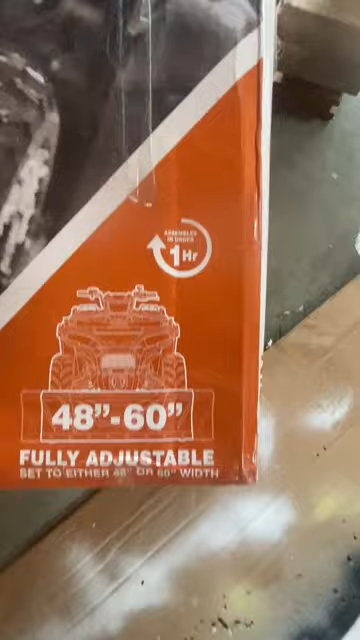 ASSEMBLES
IN UNDER
1Hr
48"-60"
FULLY ADJUSTABLE
SET TO EITHER 48" OR 60" WIDTH